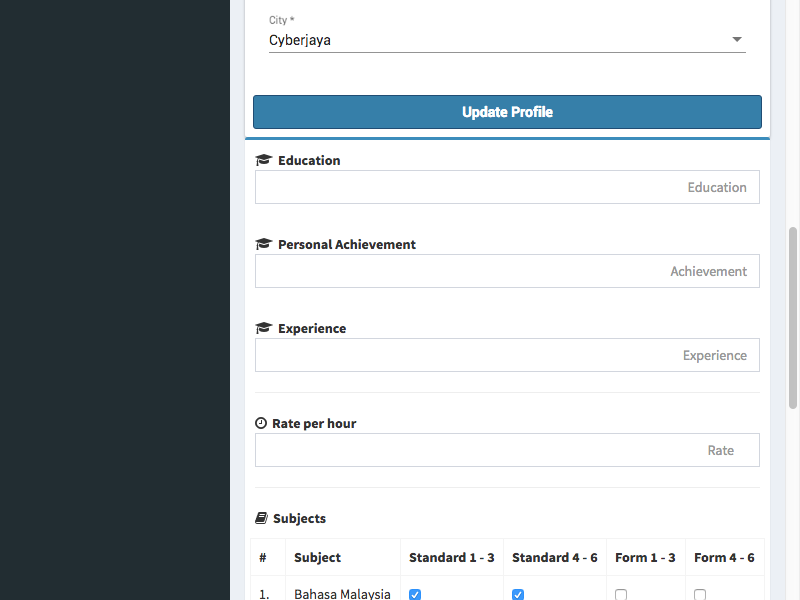 City *
Cyberjaya
Update Profile
Education
Education
Personal Achievement
Achievement
Experience
Experience
Rate per hour
Rate
Subjects
# Subject Standard 1 - 3 Standard 4 - 6 Form 1 - 3 Form 4 - 6
1. Bahasa Malaysia